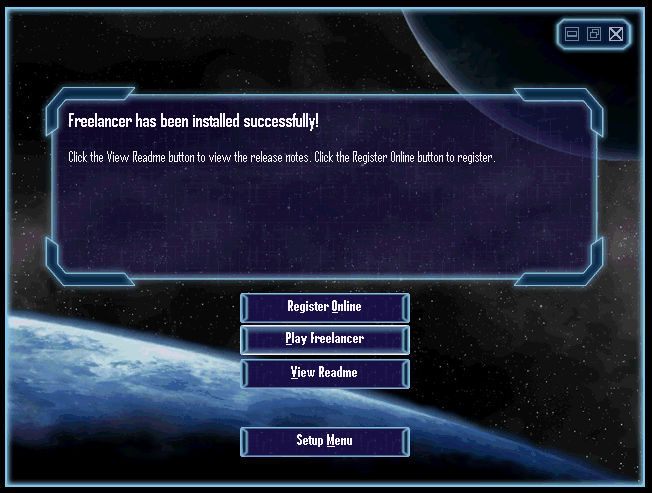 Freelancer has been installed successfully!
Click the View Readme button to view the release notes. Click the Register Online button to register.
Register Online
Play Freelancer
View Readme
Setup Menu